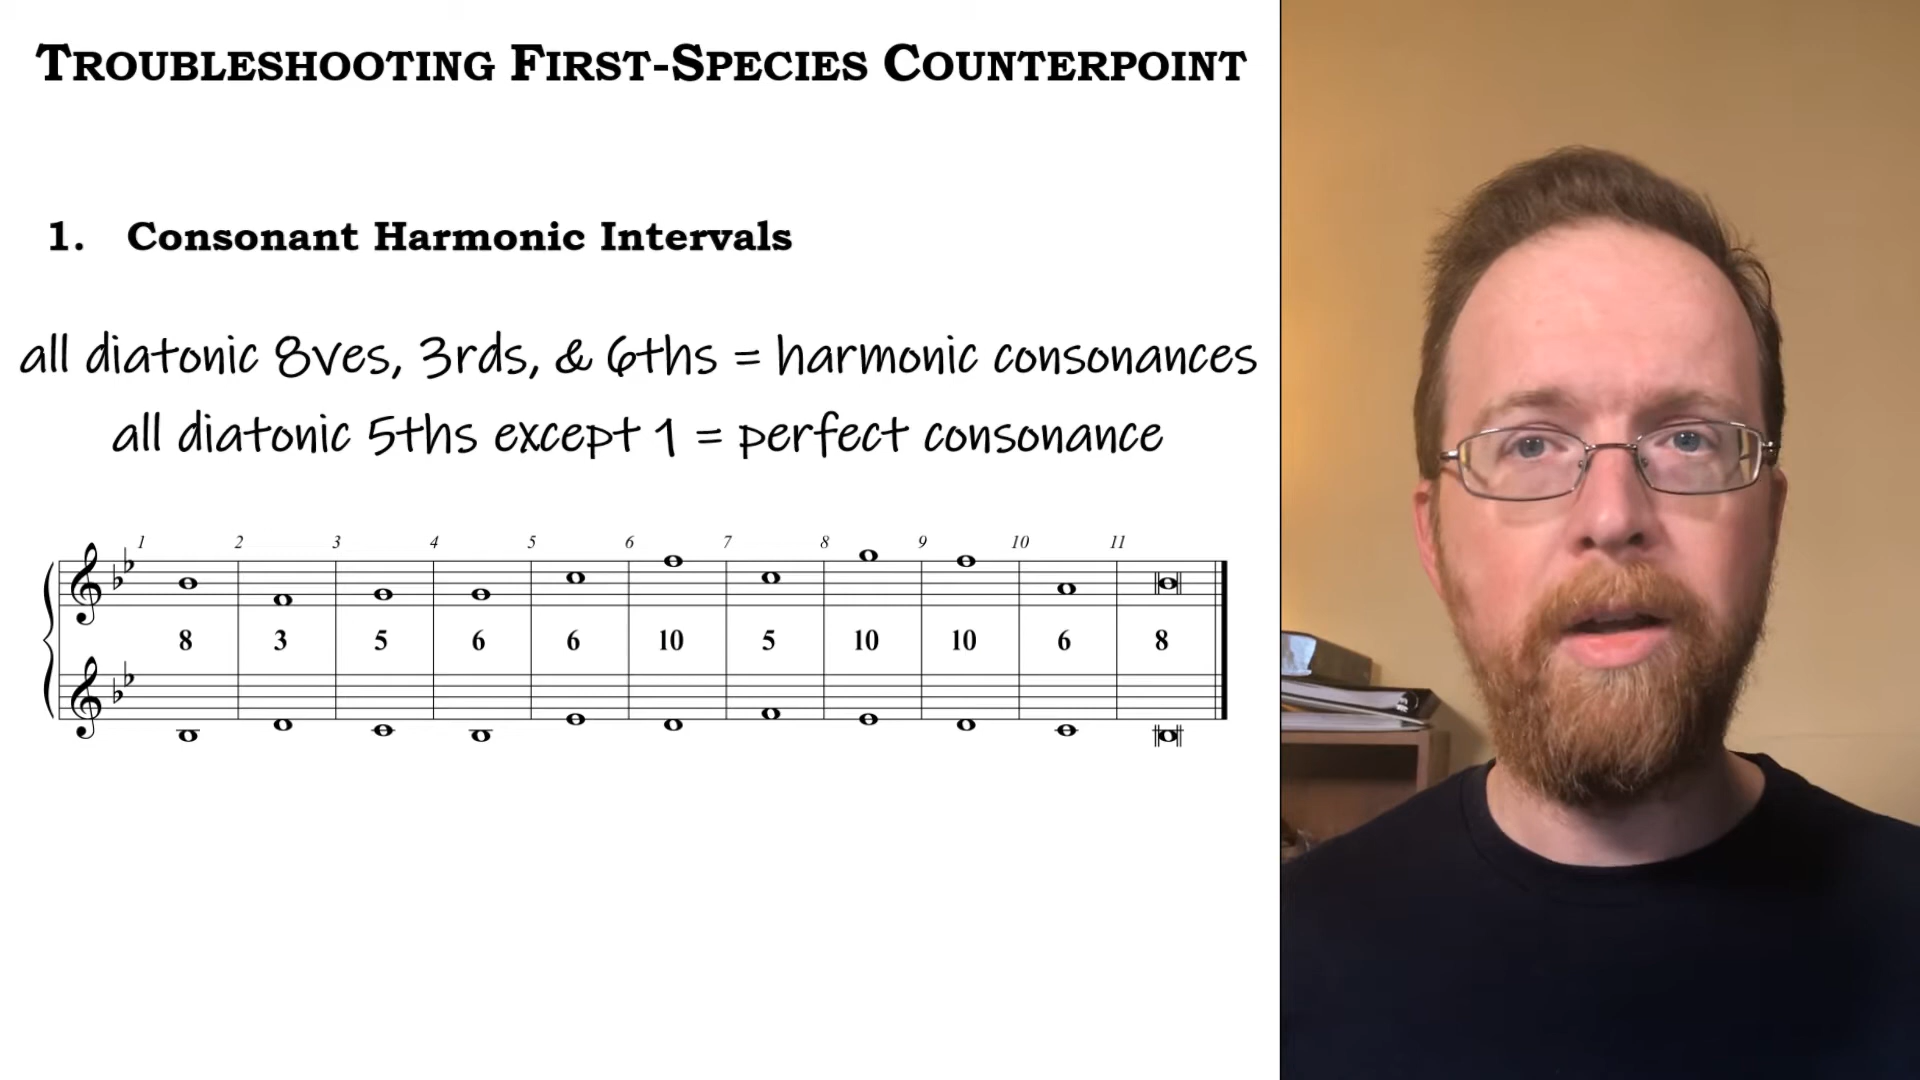 TROUBLESHOOTING FIRST-SPECIES COUNTERPOINT
1. Consonant Harmonic Intervals
all diatonic 8ves, 3rds, & 6ths = harmonic consonances
all diatonic 5ths except 1 = perfect consonance
1 2 3 4 5 6 7 8 9 10 11
8 3 5 6 6 10 5 10 10 6 8